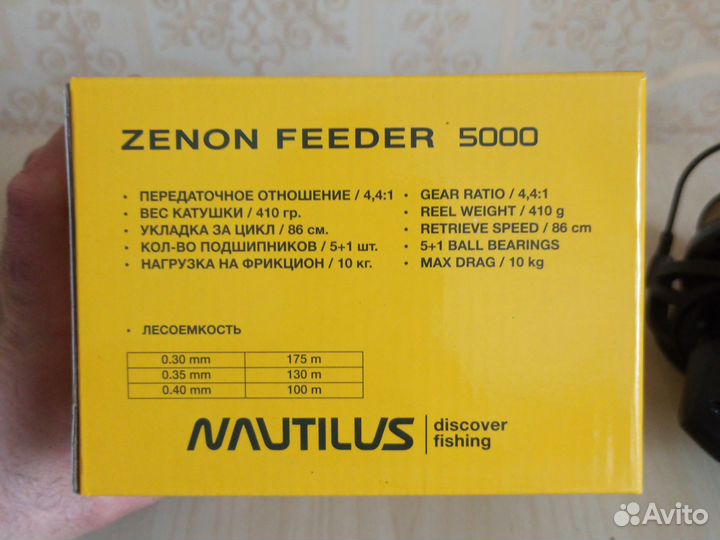 ZENON FEEDER 5000
• ПЕРЕДАТОЧНОЕ ОТНОШЕНИЕ / 4,4:1
• ВЕС КАТУШКИ / 410 гр.
• УКЛАДКА ЗА ЦИКЛ / 86 см.
• КОЛ-ВО ПОДШИПНИКОВ / 5+1 шт.
• НАГРУЗКА НА ФРИКЦИОН / 10 кг.
• GEAR RATIO / 4,4:1
• REEL WEIGHT / 410 g
• RETRIEVE SPEED / 86 cm
• 5+1 BALL BEARINGS
• MAX DRAG / 10 kg
• ЛЕСОЕМКОСТЬ
0.30 mm 175 m
0.35 mm 130 m
0.40 mm 100 m
NAUTILUS
discover
fishing
Avito